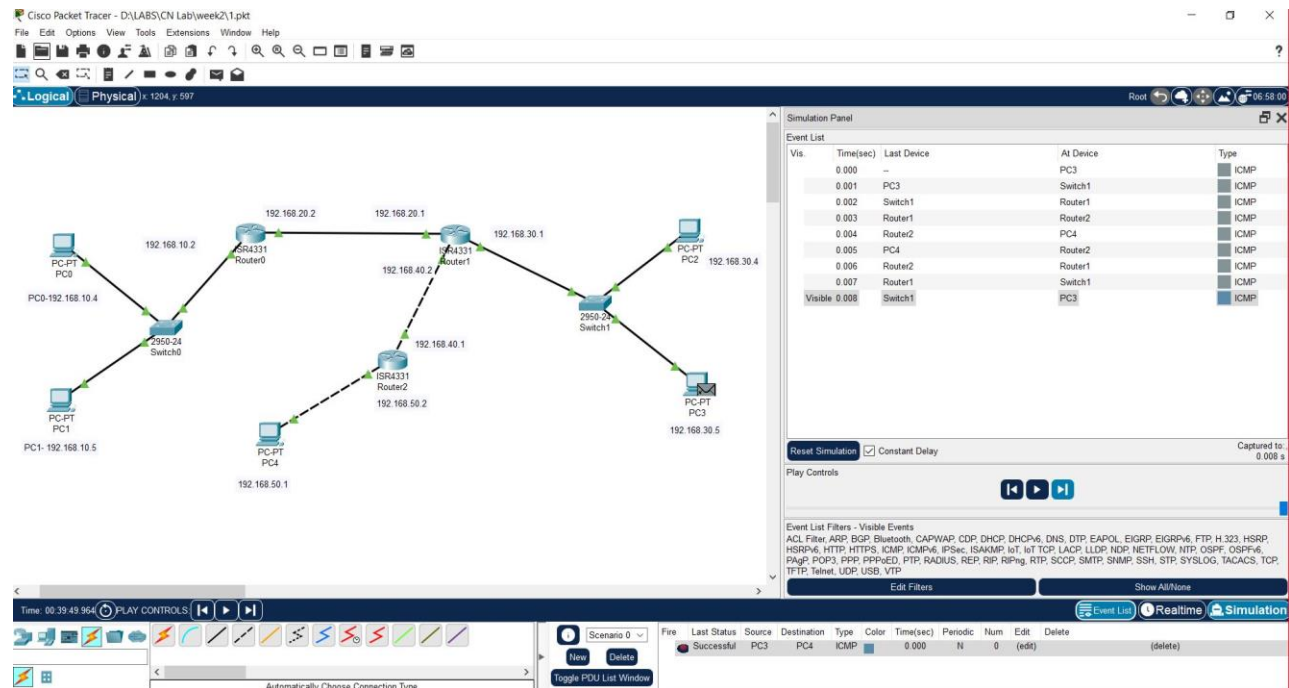 Cisco Packet Tracer - D:\LABS\CN Lab\week2\1.pkt
File Edit Options View Tools Extensions Window Help
?
Logical Physical x: 1204, y: 597 Root 06:58:00
192.168.20.2 192.168.20.1
192.168.10.2
192.168.30.1
ISR4331
Router0
ISR4331
Router1
192.168.40.2
PC-PT
PC0
PC-PT
PC2
192.168.30.4
PC0-192.168.10.4
2950-24
Switch0
2950-24
Switch1
192.168.40.1
ISR4331
Router2
192.168.50.2
PC-PT
PC1
PC1- 192.168.10.5
PC-PT
PC3
192.168.30.5
PC-PT
PC4
192.168.50.1
Simulation Panel
Event List
Vis. Time(sec) Last Device At Device Type
0.000 -- PC3 ICMP
0.001 PC3 Switch1 ICMP
0.002 Switch1 Router1 ICMP
0.003 Router1 Router2 ICMP
0.004 Router2 PC4 ICMP
0.005 PC4 Router2 ICMP
0.006 Router2 Router1 ICMP
0.007 Router1 Switch1 ICMP
Visible 0.008 Switch1 PC3 ICMP
Reset Simulation Constant Delay Captured to:
0.008 s
Play Controls
Event List Filters - Visible Events
ACL Filter, ARP, BGP, Bluetooth, CAPWAP, CDP, DHCP, DHCPv6, DNS, DTP, EAPOL, EIGRP, EIGRPv6, FTP, H.323, HSRP,
HSRPv6, HTTP, HTTPS, ICMP, ICMPv6, IPSec, ISAKMP, IoT, IoT TCP, LACP, LLDP, NDP, NETFLOW, NTP, OSPF, OSPFv6,
PAgP, POP3, PPP, PPPoED, PTP, RADIUS, REP, RIP, RIPng, RTP, SCCP, SMTP, SNMP, SSH, STP, SYSLOG, TACACS, TCP,
TFTP, Telnet, UDP, USB, VTP
Edit Filters Show All/None
Time: 00:39:49.964 PLAY CONTROLS: Event List Realtime Simulation
Scenario 0
New Delete
Toggle PDU List Window
Fire Last Status Source Destination Type Color Time(sec) Periodic Num Edit Delete
Successful PC3 PC4 ICMP 0.000 N 0 (edit) (delete)
Automatically Choose Connection Type